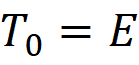 T₀ = E